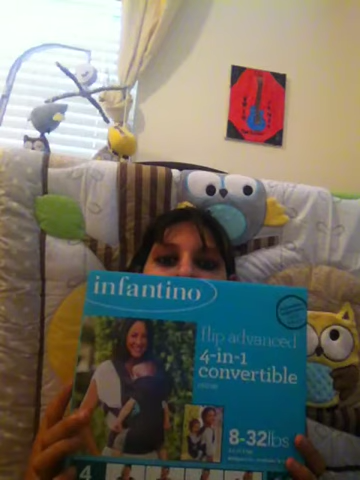 infantino
flip advanced
4-in-1
convertible
8-32lbs
4